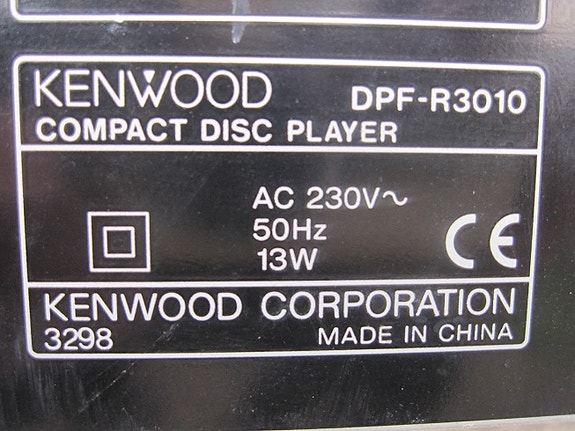 KENWOOD DPF-R3010
COMPACT DISC PLAYER
AC 230V~
50Hz
13W
CE
KENWOOD CORPORATION
3298 MADE IN CHINA